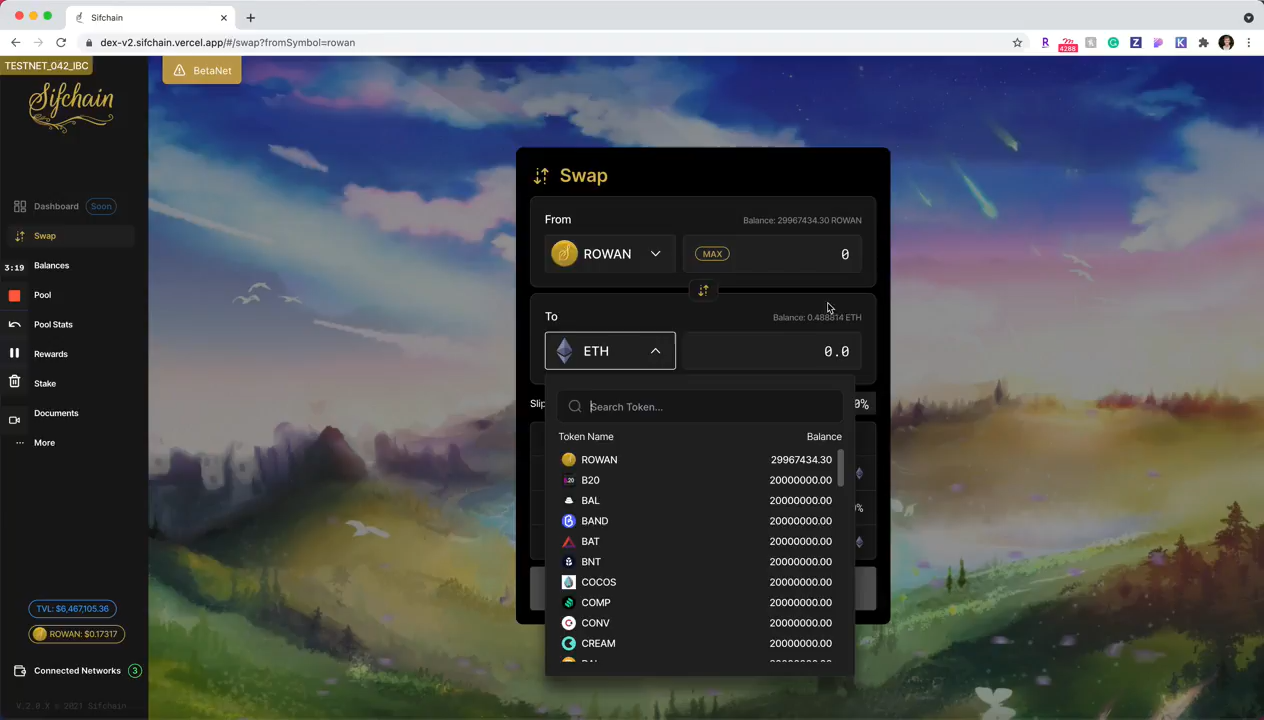 Sifchain
dex-v2.sifchain.vercel.app/#/swap?fromSymbol=rowan
4288
TESTNET_042_IBC
BetaNet
Sifchain
Dashboard Soon
Swap
3:19 Balances
Pool
Pool Stats
Rewards
Stake
Documents
More
TVL: $6,467,105.36
ROWAN: $0.17317
Connected Networks 3
V.2.0.X © 2021 Sifchain
Swap
From Balance: 29967434.30 ROWAN
ROWAN MAX 0
To Balance: 0.488814 ETH
ETH 0.0
Search Token...
Token Name Balance
ROWAN 29967434.30
B20 20000000.00
BAL 20000000.00
BAND 20000000.00
BAT 20000000.00
BNT 20000000.00
COCOS 20000000.00
COMP 20000000.00
CONV 20000000.00
CREAM 20000000.00